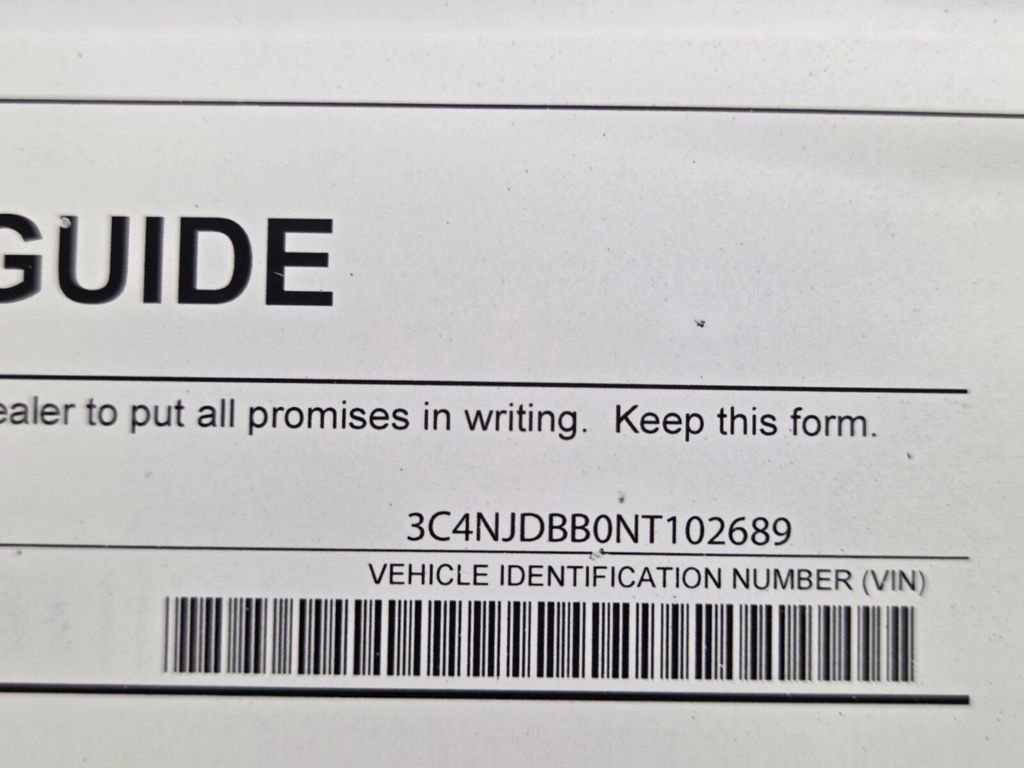 GUIDE
ealer to put all promises in writing. Keep this form.
3C4NJDBB0NT102689
VEHICLE IDENTIFICATION NUMBER (VIN)